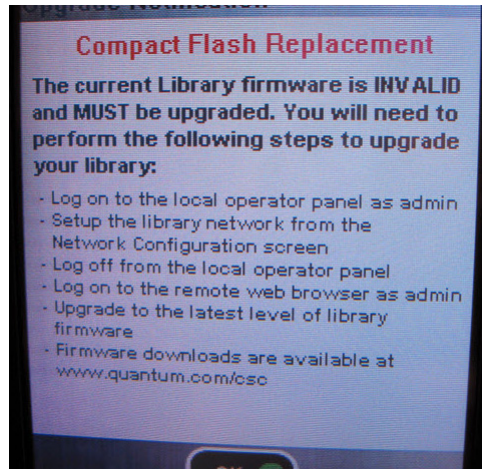 Upgrade Notification
Compact Flash Replacement
The current Library firmware is INVALID
and MUST be upgraded. You will need to
perform the following steps to upgrade
your library:
- Log on to the local operator panel as admin
- Setup the library network from the
Network Configuration screen
- Log off from the local operator panel
- Log on to the remote web browser as admin
- Upgrade to the latest level of library
firmware
- Firmware downloads are available at
www.quantum.com/csc
OK